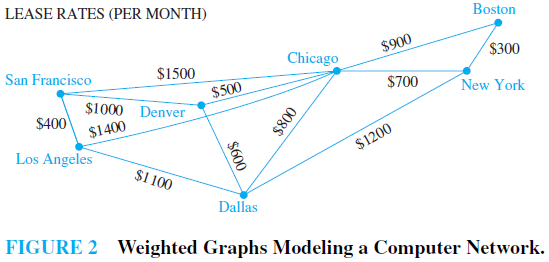 LEASE RATES (PER MONTH)
Boston
$900
$300
Chicago
San Francisco
$1500
$700
New York
$500
$1000
Denver
$400
$1400
$800
$1200
Los Angeles
$600
$1100
Dallas
FIGURE 2 Weighted Graphs Modeling a Computer Network.